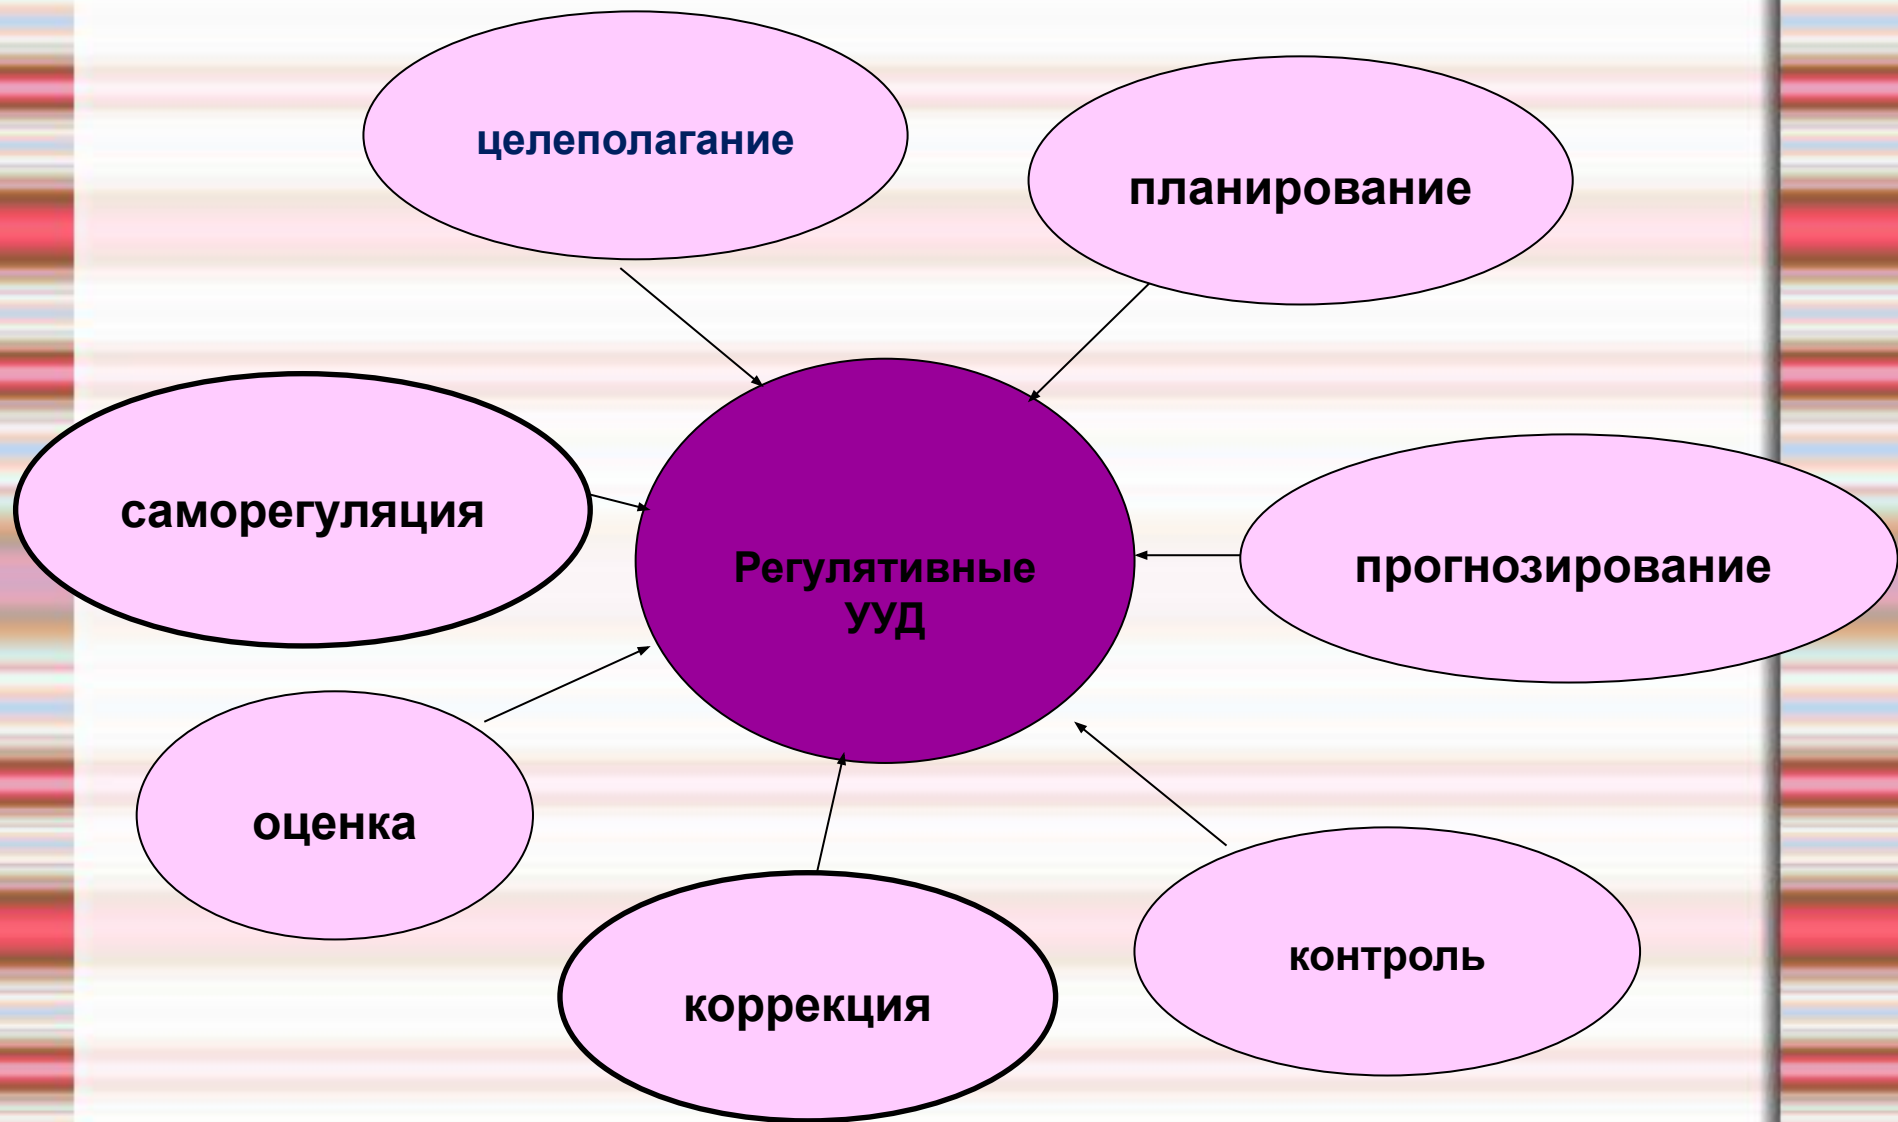 целеполагание
планирование
саморегуляция
Регулятивные
УУД
прогнозирование
оценка
контроль
коррекция